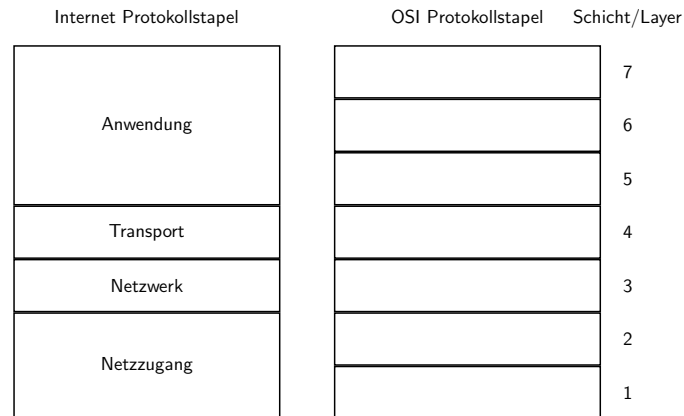 Internet Protokollstapel OSI Protokollstapel Schicht/Layer
7
Anwendung 6
5
Transport 4
Netzwerk 3
2
Netzzugang
1